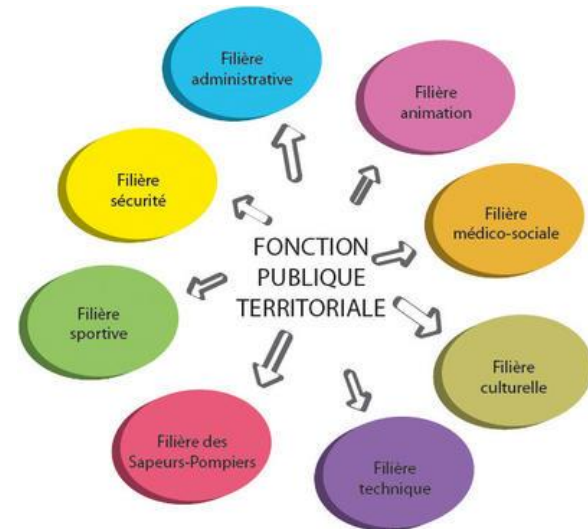 Filière
administrative
Filière
animation
Filière
médico-sociale
Filière
culturelle
Filière
technique
Filière des
Sapeurs-Pompiers
Filière
sportive
Filière
sécurité
FONCTION
PUBLIQUE
TERRITORIALE